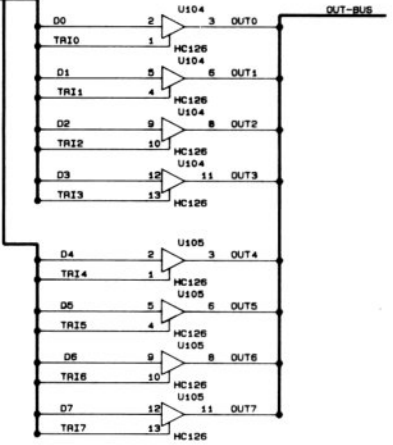 U104 OUT-BUS
D0 2 3 OUT0
TRI0 1 HC126
U104
D1 5 6 OUT1
TRI1 4 HC126
U104
D2 9 8 OUT2
TRI2 10 HC126
U104
D3 12 11 OUT3
TRI3 13 HC126
U105
D4 2 3 OUT4
TRI4 1 HC126
U105
D5 5 6 OUT5
TRI5 4 HC126
U105
D6 9 8 OUT6
TRI6 10 HC126
U105
D7 12 11 OUT7
TRI7 13 HC126